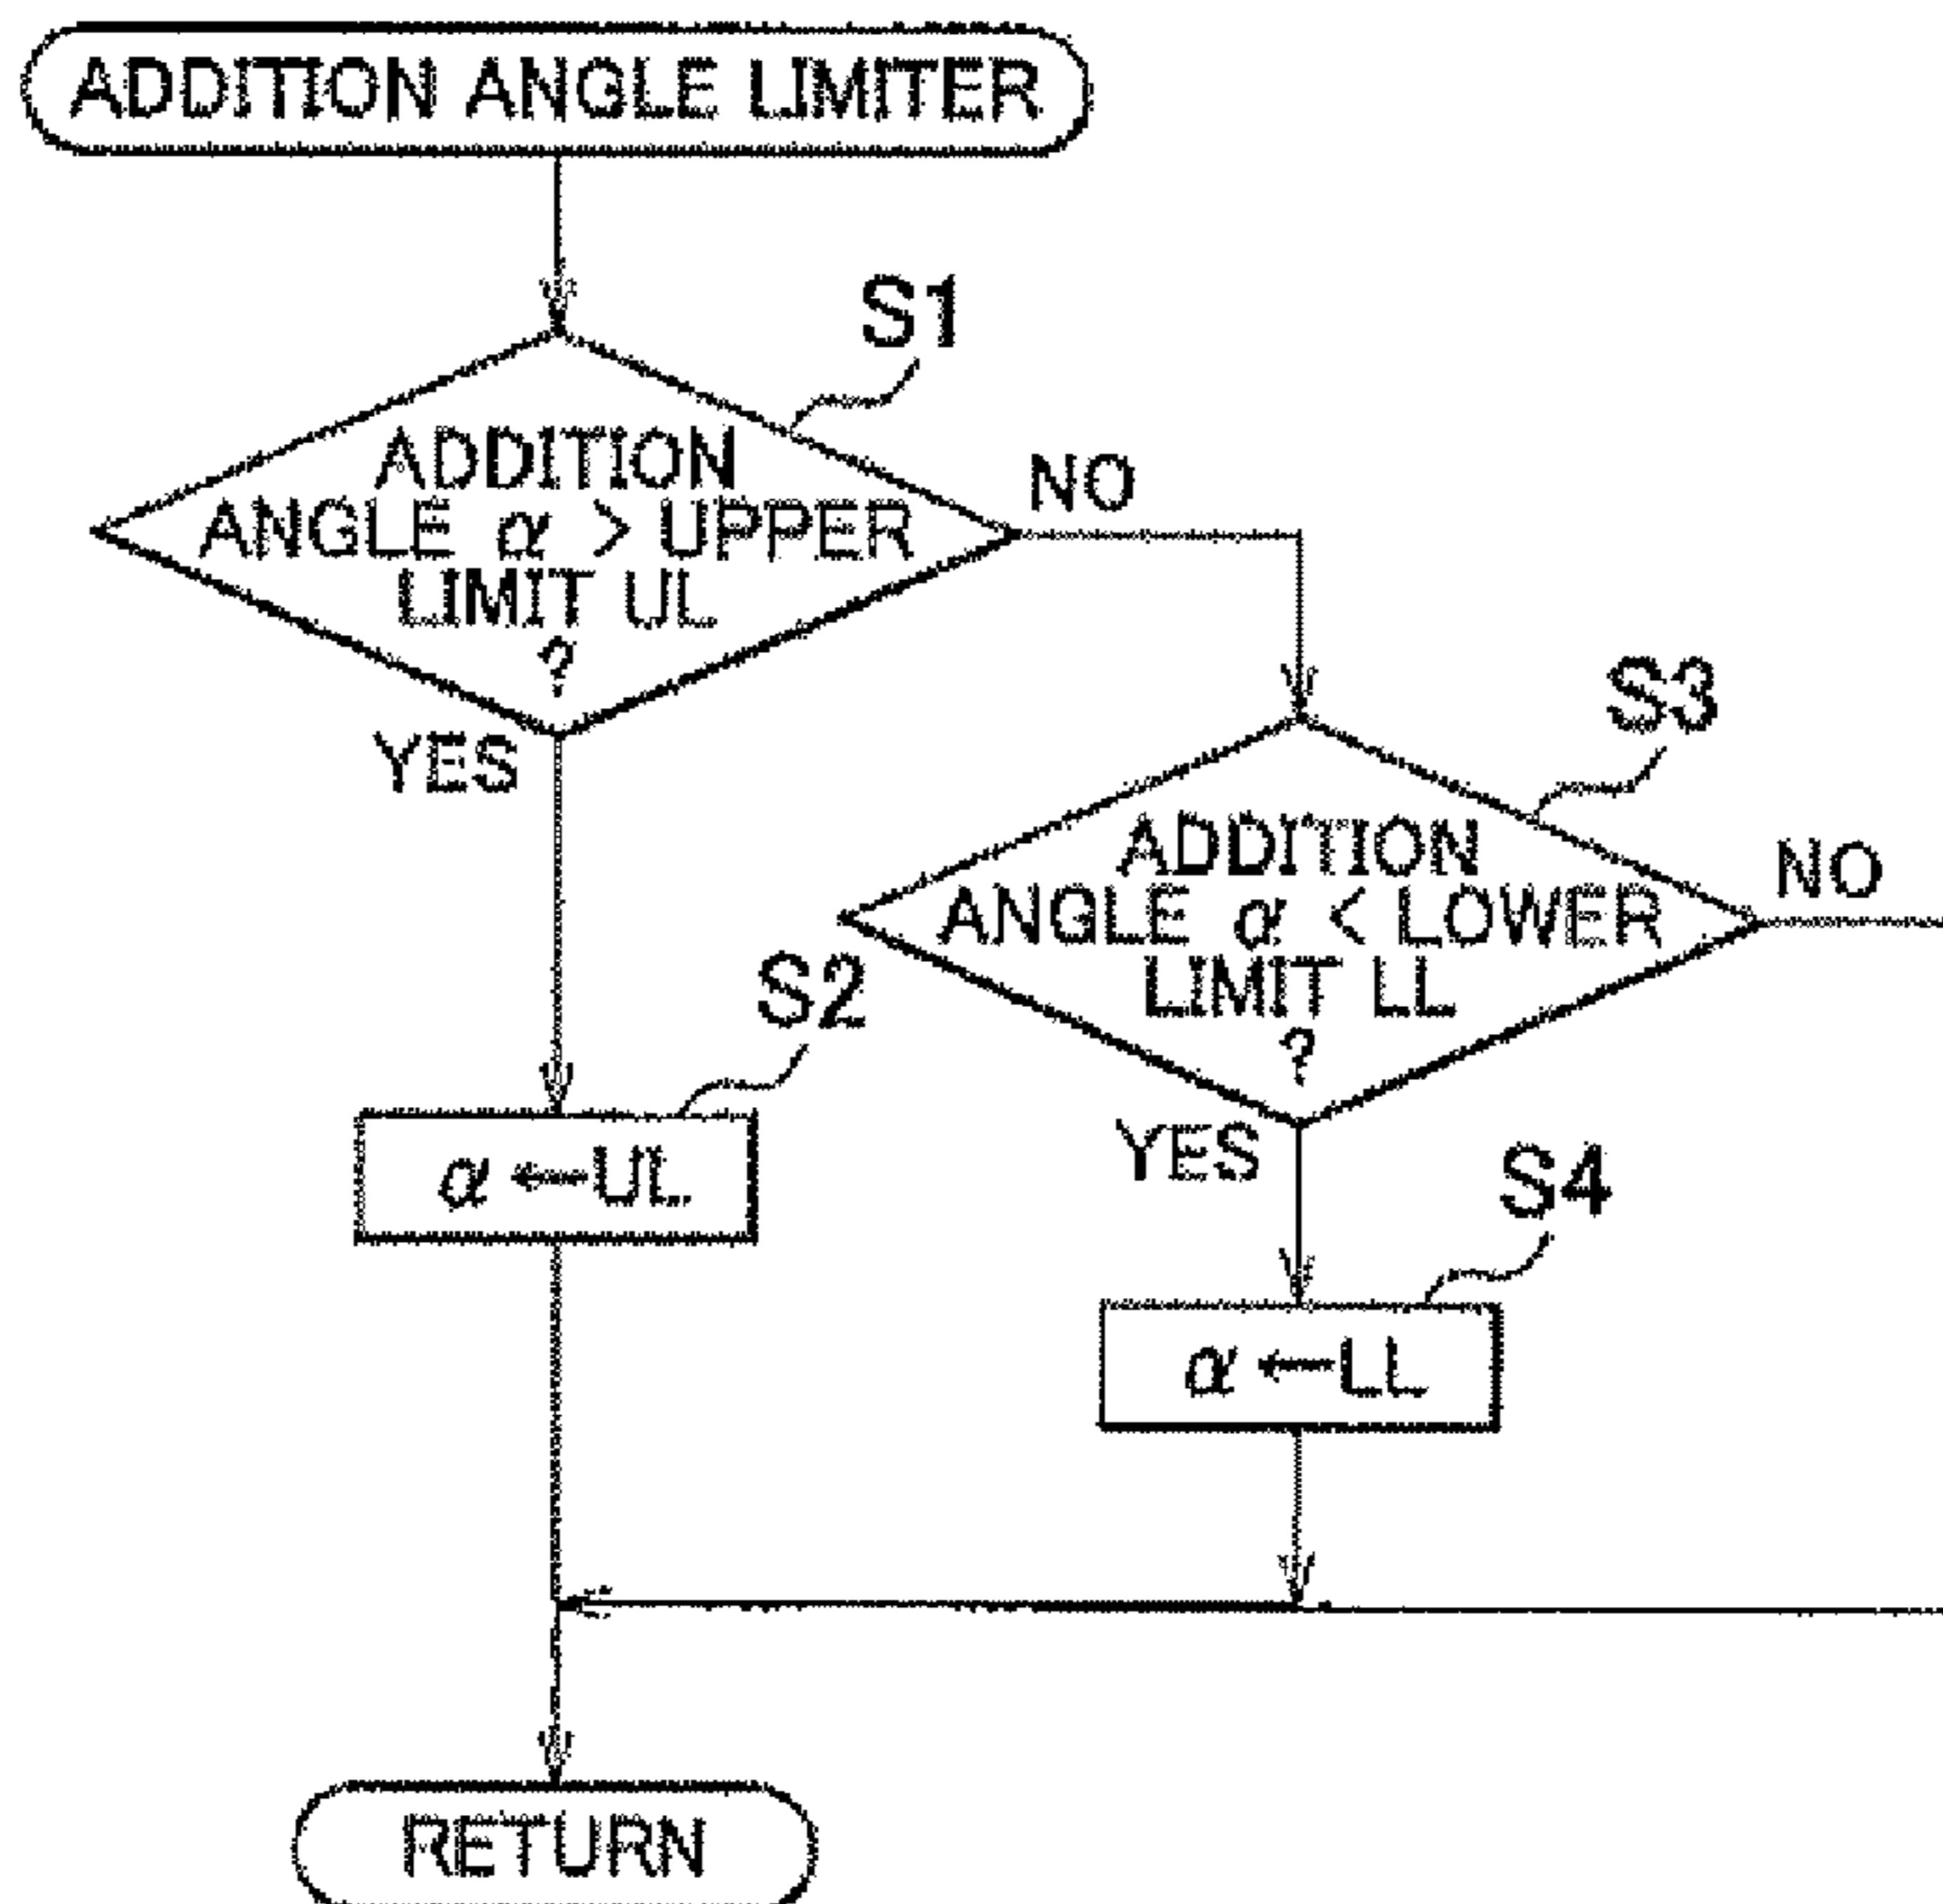 ADDITION ANGLE LIMITER
S1
ADDITION
ANGLE α > UPPER
LIMIT UL
?
NO
YES
S3
ADDITION
ANGLE α < LOWER
LIMIT LL
?
NO
YES
S2
α ← UL
S4
α ← LL
RETURN